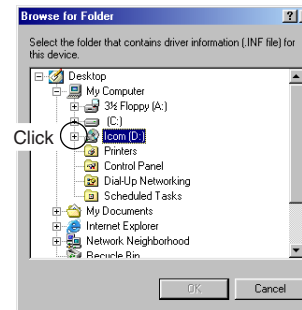 Browse for Folder
Select the folder that contains driver information (.INF file) for
this device.
Desktop
My Computer
3½ Floppy (A:)
(C:)
Click
Icom (D:)
Printers
Control Panel
Dial-Up Networking
Scheduled Tasks
My Documents
Internet Explorer
Network Neighborhood
Recycle Bin
OK
Cancel